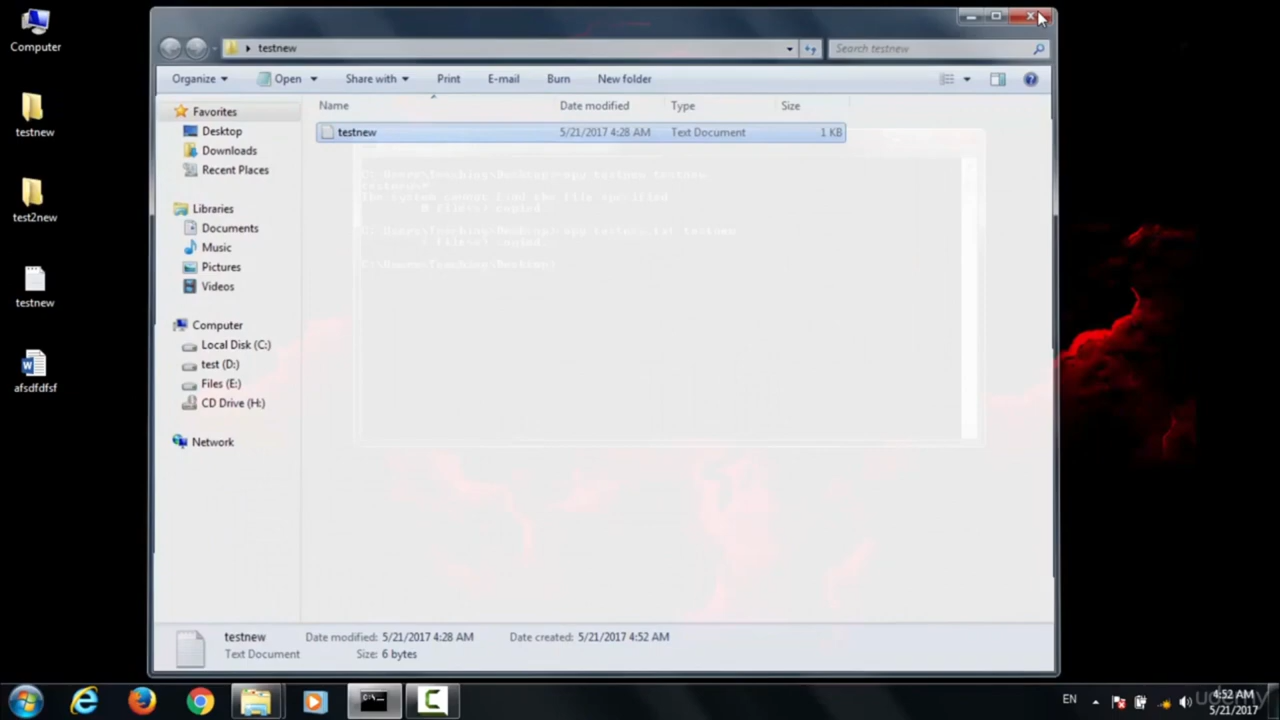 Computer
testnew
test2new
testnew
afsdfdfsf
testnew
Search testnew
Organize Open Share with Print E-mail Burn New folder
Name Date modified Type Size
testnew 5/21/2017 4:28 AM Text Document 1 KB
Favorites
Desktop
Downloads
Recent Places
Libraries
Documents
Music
Pictures
Videos
Computer
Local Disk (C:)
test (D:)
Files (E:)
CD Drive (H:)
Network
testnew Date modified: 5/21/2017 4:28 AM Date created: 5/21/2017 4:52 AM
Text Document Size: 6 bytes
EN
4:52 AM
5/21/2017
udemy